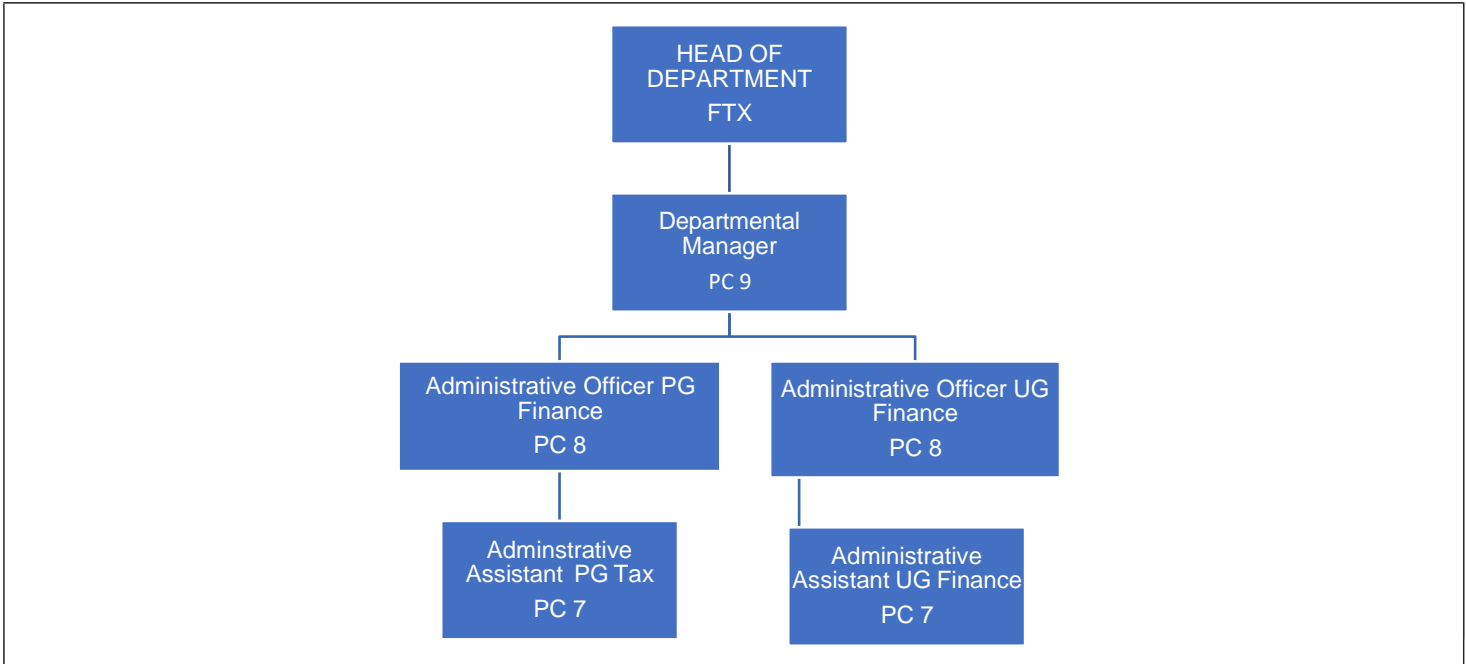 HEAD OF
DEPARTMENT
FTX
Departmental
Manager
PC 9
Administrative Officer PG
Finance
PC 8
Administrative Officer UG
Finance
PC 8
Adminstrative
Assistant PG Tax
PC 7
Administrative
Assistant UG Finance
PC 7